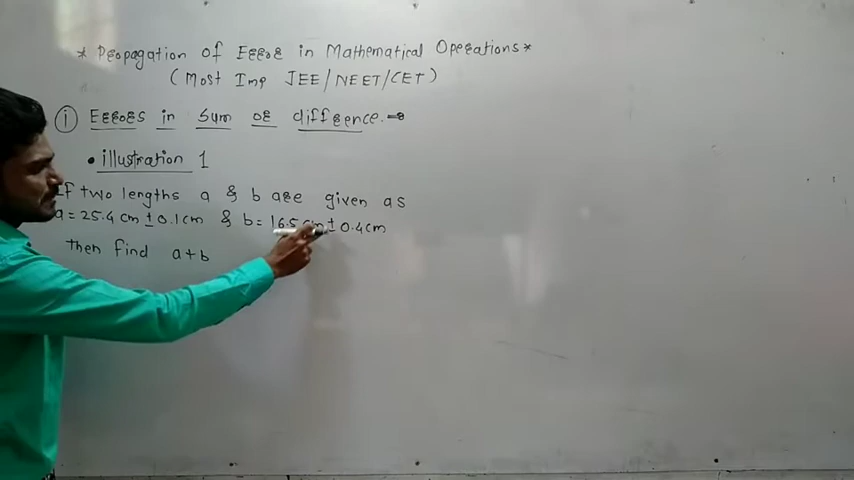 * Propagation of Error in Mathematical Operations *
(Most Imp JEE/NEET/CET)
i Errors in Sum or difference. →
• illustration 1
If two lengths a & b are given as
a = 25.4 cm ± 0.1 cm & b = 16.5 cm ± 0.4 cm
then find a + b